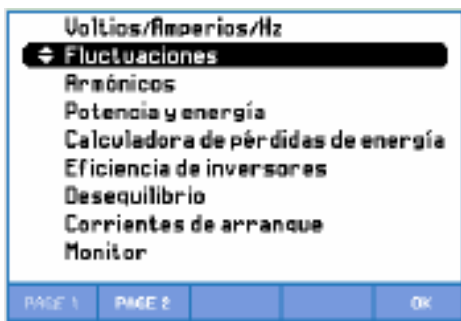 Voltios/Amperios/Hz
Fluctuaciones
Armónicos
Potencia y energía
Calculadora de pérdidas de energía
Eficiencia de inversores
Desequilibrio
Corrientes de arranque
Monitor
PAGE 1 PAGE 2 OK